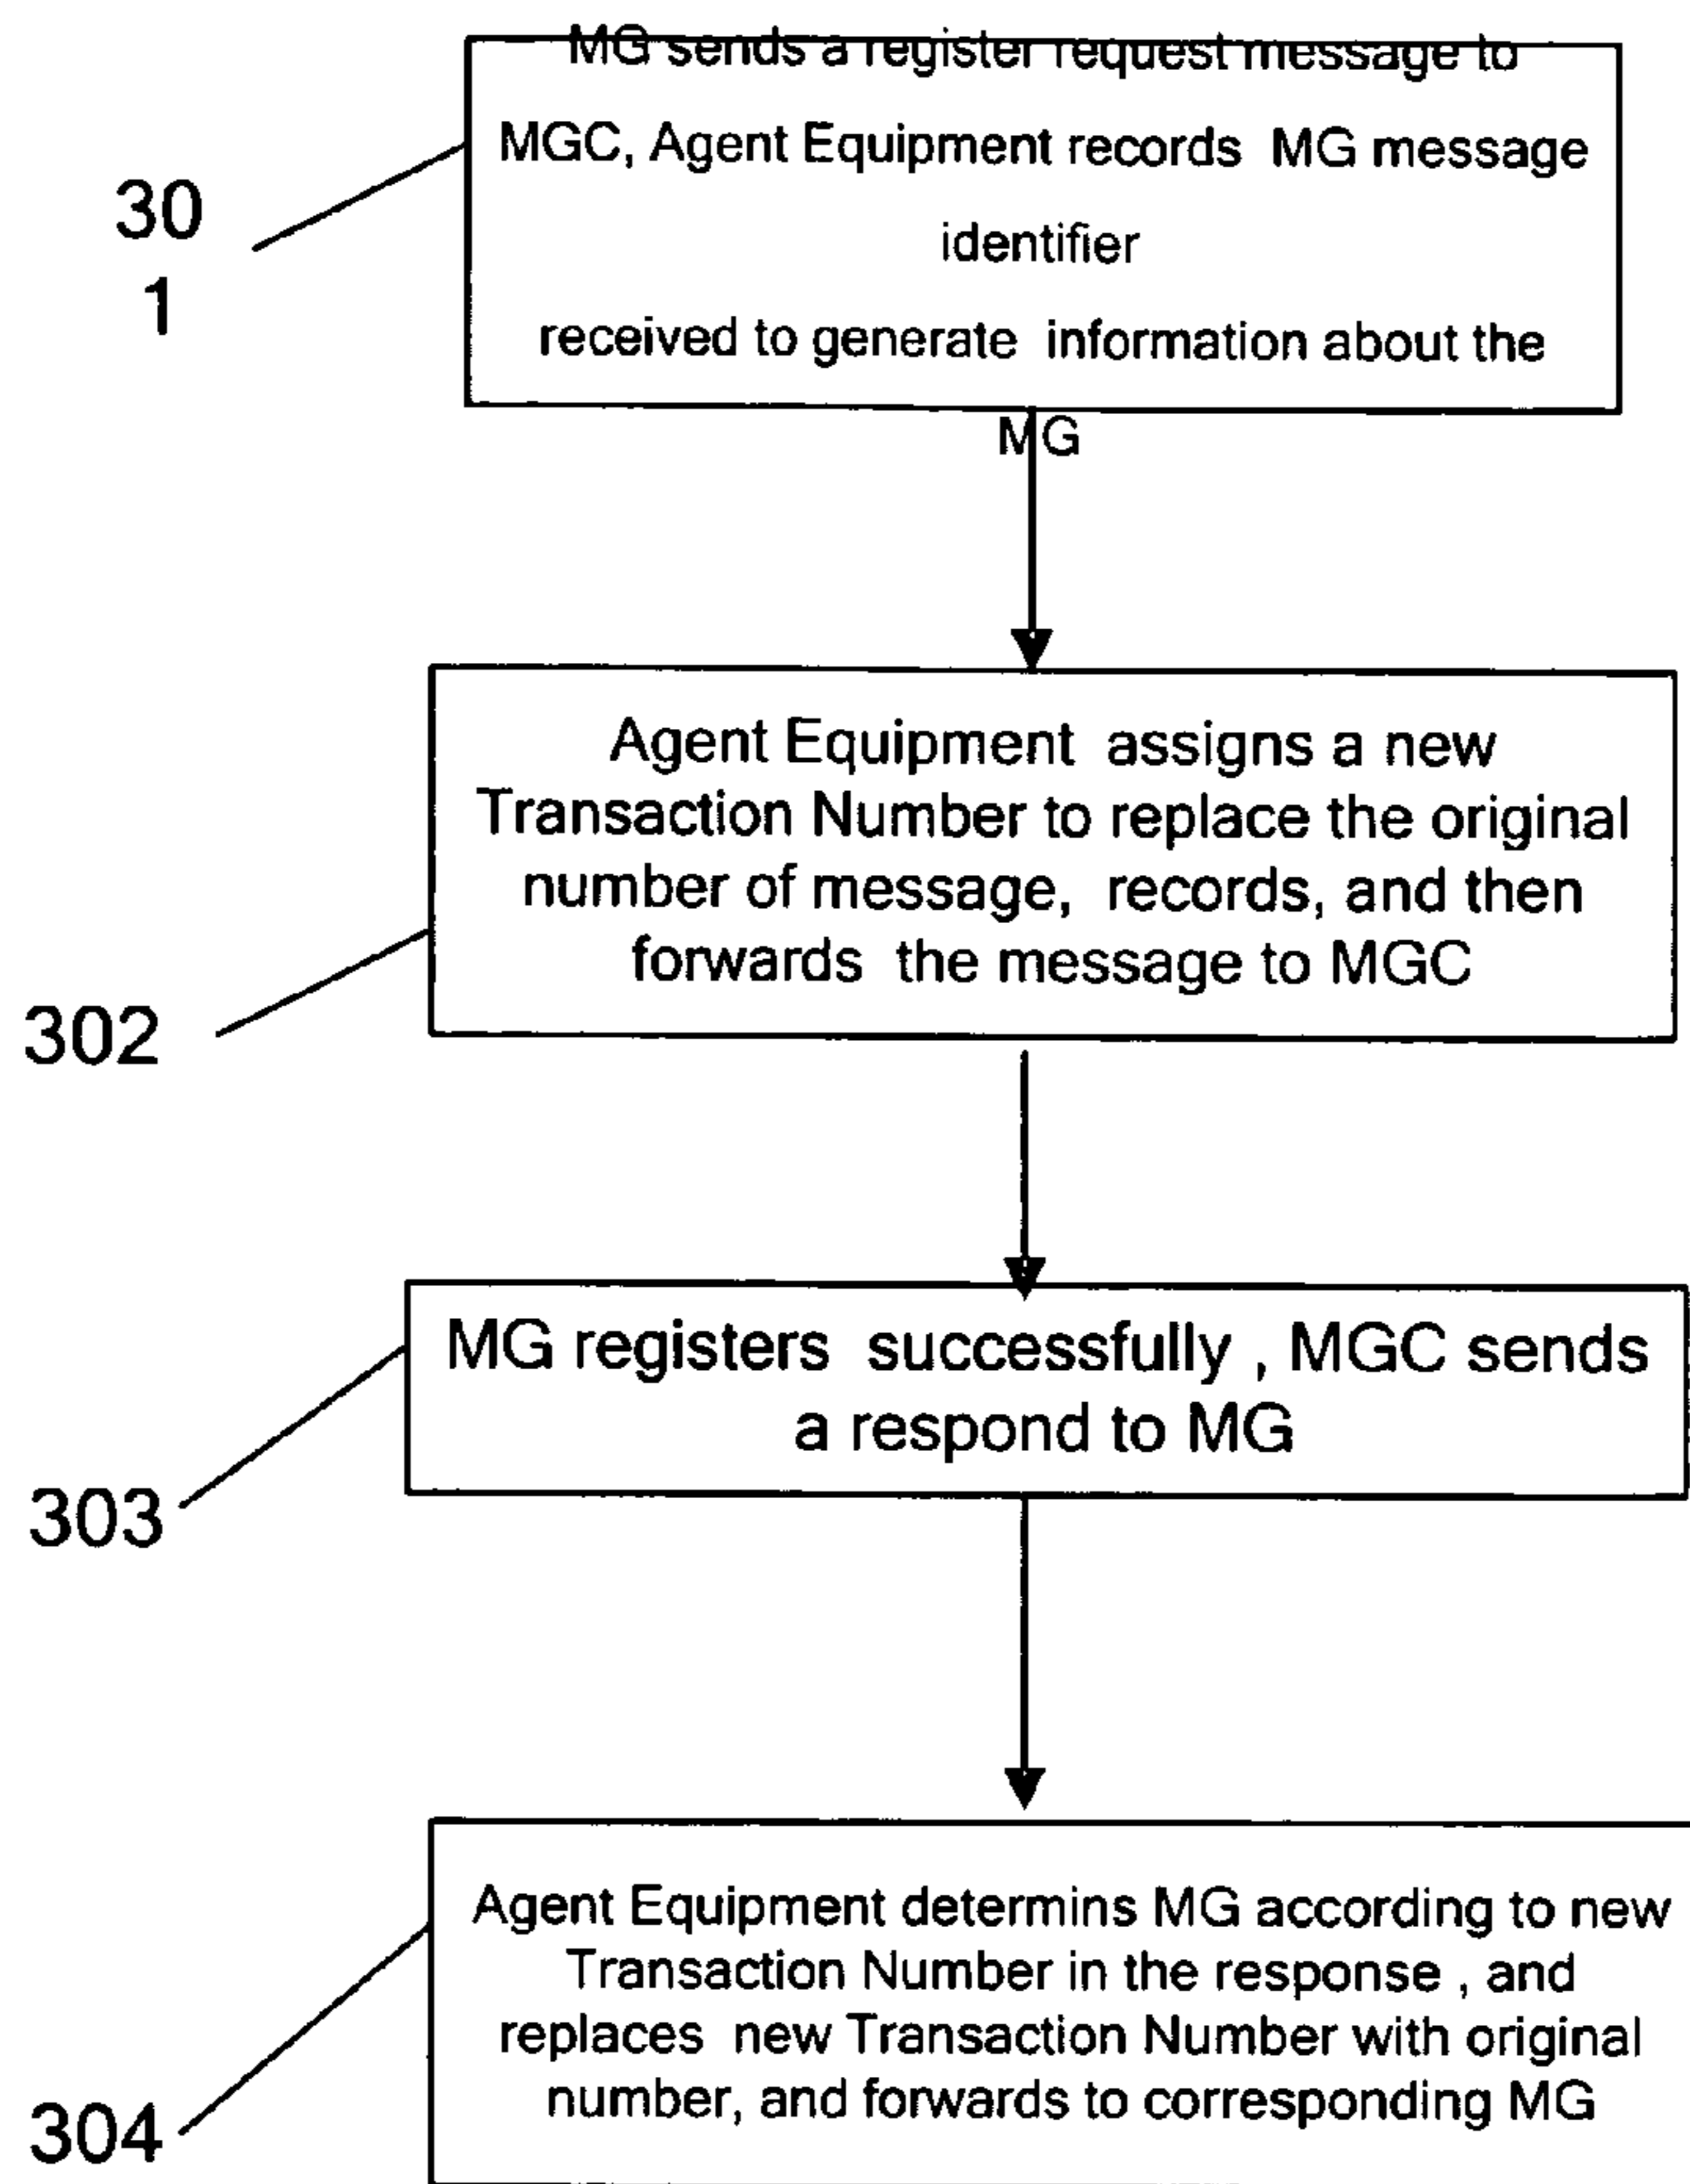 MG sends a register request message to
MGC, Agent Equipment records MG message
identifier
received to generate information about the
MG
30
1
Agent Equipment assigns a new
Transaction Number to replace the original
number of message, records, and then
forwards the message to MGC
302
MG registers successfully , MGC sends
a respond to MG
303
Agent Equipment determins MG according to new
Transaction Number in the response , and
replaces new Transaction Number with original
number, and forwards to corresponding MG
304